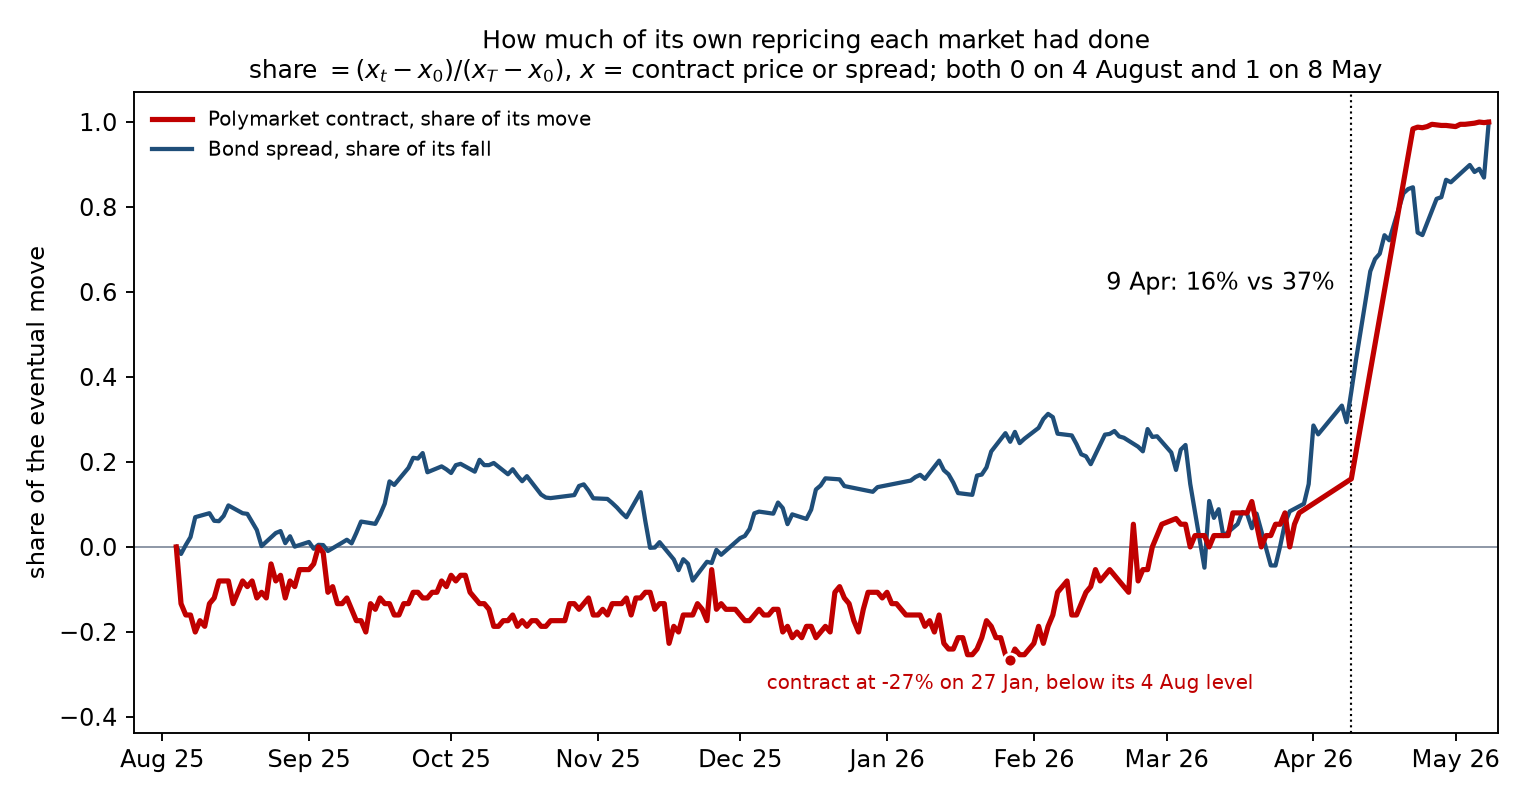 How much of its own repricing each market had done
share $= (x_t − x_0)/(x_T − x_0)$, $x$ = contract price or spread; both 0 on 4 August and 1 on 8 May
Polymarket contract, share of its move
Bond spread, share of its fall
share of the eventual move
1.0
0.8
0.6
0.4
0.2
0.0
−0.2
−0.4
9 Apr: 16% vs 37%
contract at -27% on 27 Jan, below its 4 Aug level
Aug 25
Sep 25
Oct 25
Nov 25
Dec 25
Jan 26
Feb 26
Mar 26
Apr 26
May 26